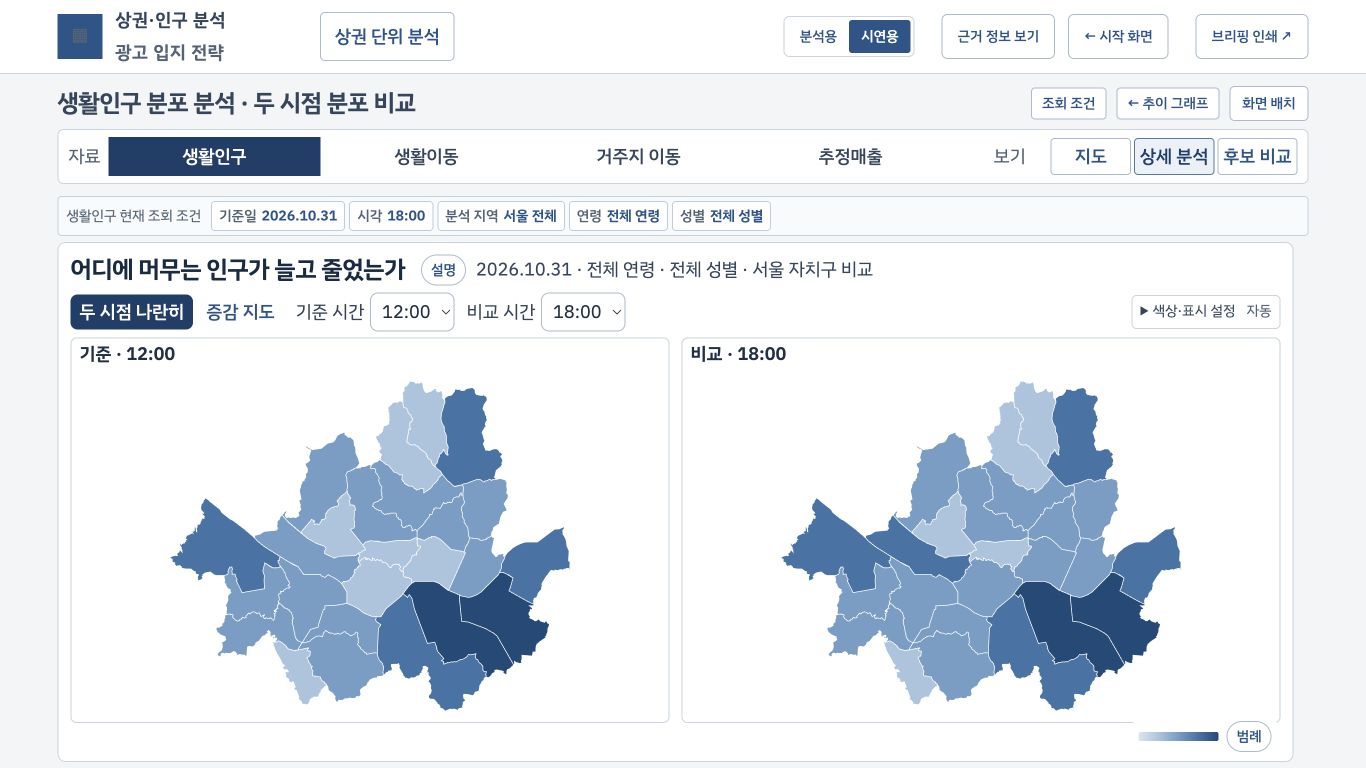 상권·인구 분석
광고 입지 전략
상권 단위 분석
분석용 시연용
근거 정보 보기
← 시작 화면
브리핑 인쇄 ↗
생활인구 분포 분석 · 두 시점 분포 비교
조회 조건
← 추이 그래프
화면 배치
자료 생활인구 생활이동 거주지 이동 추정매출 보기 지도 상세 분석 후보 비교
생활인구 현재 조회 조건 기준일 2026.10.31 시각 18:00 분석 지역 서울 전체 연령 전체 연령 성별 전체 성별
어디에 머무는 인구가 늘고 줄었는가 설명 2026.10.31 · 전체 연령 · 전체 성별 · 서울 자치구 비교
두 시점 나란히 증감 지도 기준 시간 12:00 비교 시간 18:00 ▶ 색상·표시 설정 자동
기준 · 12:00
비교 · 18:00
범례